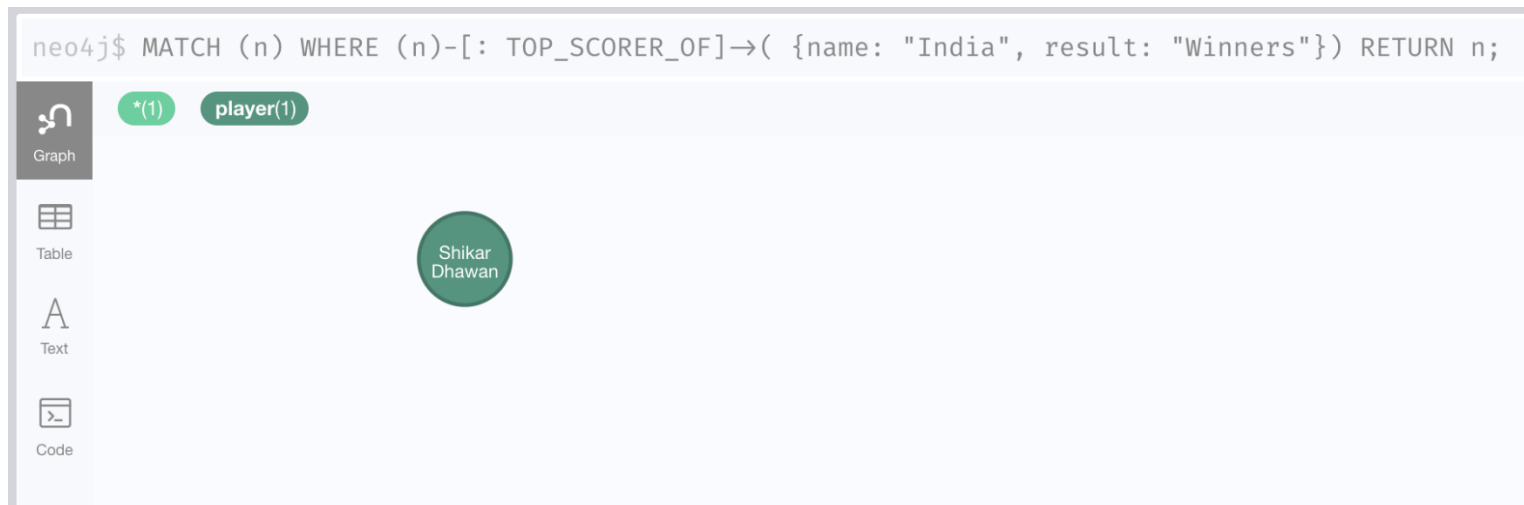 neo4j$ MATCH (n) WHERE (n)-[: TOP_SCORER_OF]→( {name: "India", result: "Winners"}) RETURN n;
*(1) player(1)
Graph
Shikar
Dhawan
Table
Text
Code